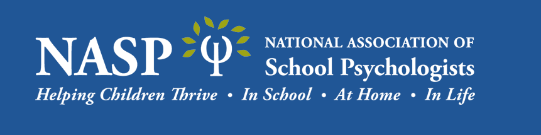 NASP
NATIONAL ASSOCIATION OF
School Psychologists
Helping Children Thrive • In School • At Home • In Life